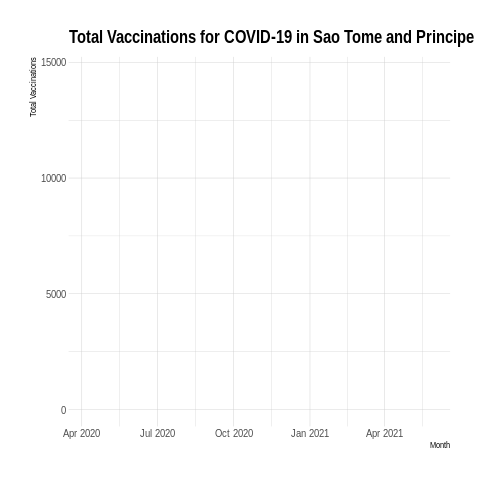 Total Vaccinations for COVID-19 in Sao Tome and Principe
Total Vaccinations
15000
10000
5000
0
Apr 2020 Jul 2020 Oct 2020 Jan 2021 Apr 2021
Month